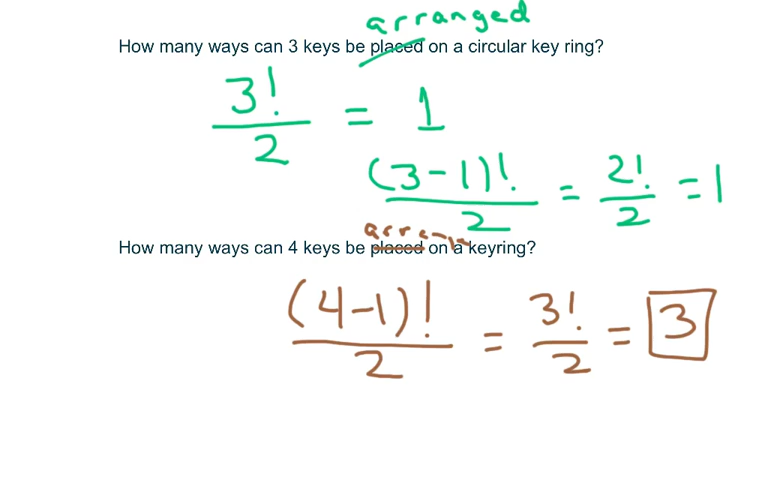 arranged
How many ways can 3 keys be placed on a circular key ring?
3!/2 = 1
(3-1)!/2 = 2!/2 = 1
How many ways can 4 keys be placed on a keyring?
(4-1)!/2 = 3!/2 = 3